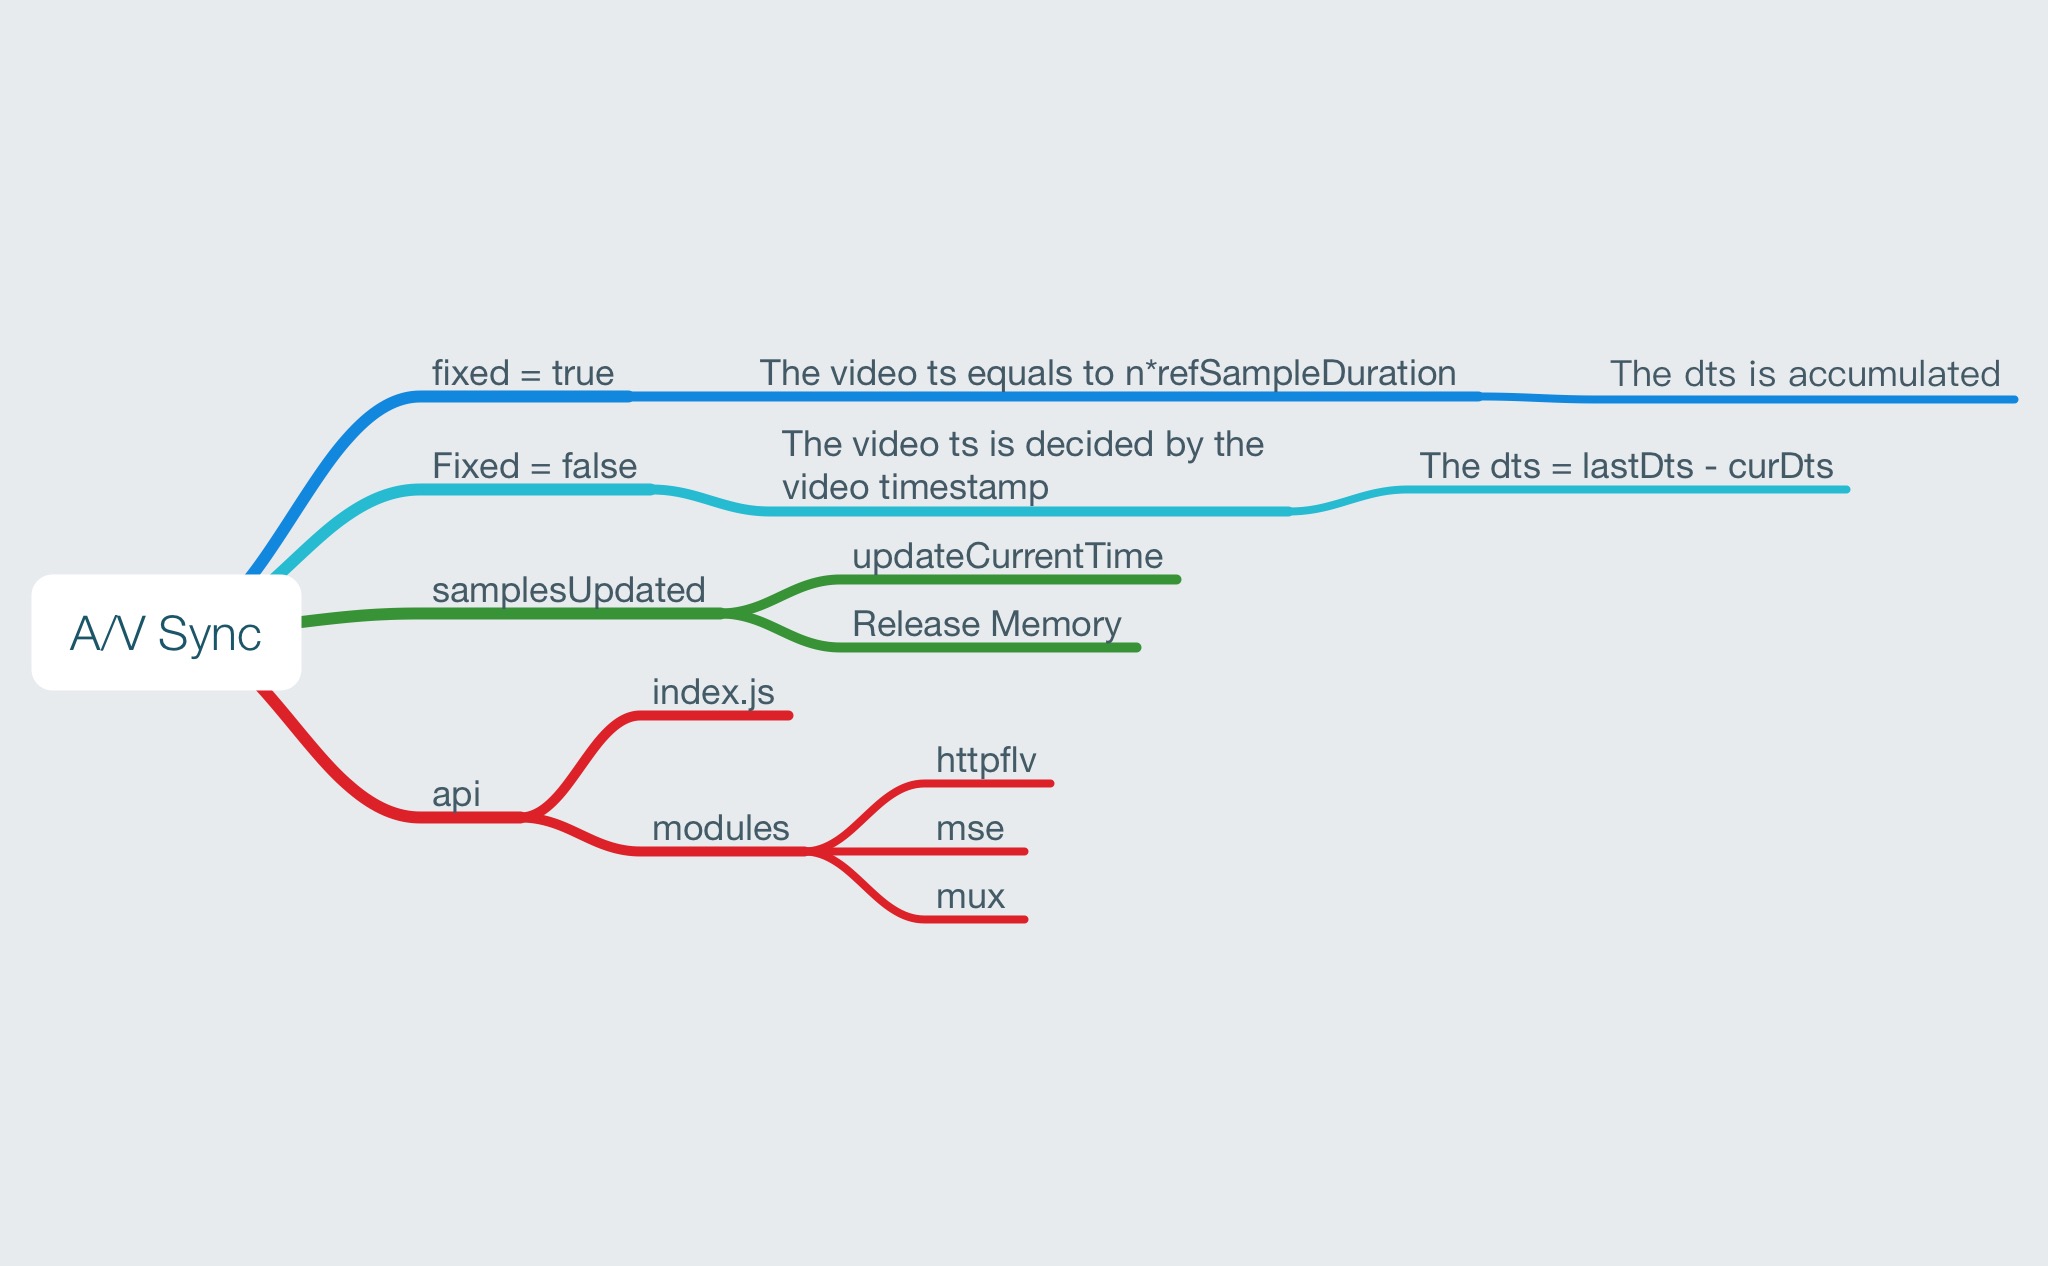 fixed = true
The video ts equals to n*refSampleDuration
The dts is accumulated
Fixed = false
The video ts is decided by the
video timestamp
The dts = lastDts - curDts
samplesUpdated
updateCurrentTime
Release Memory
A/V Sync
index.js
api
modules
httpflv
mse
mux